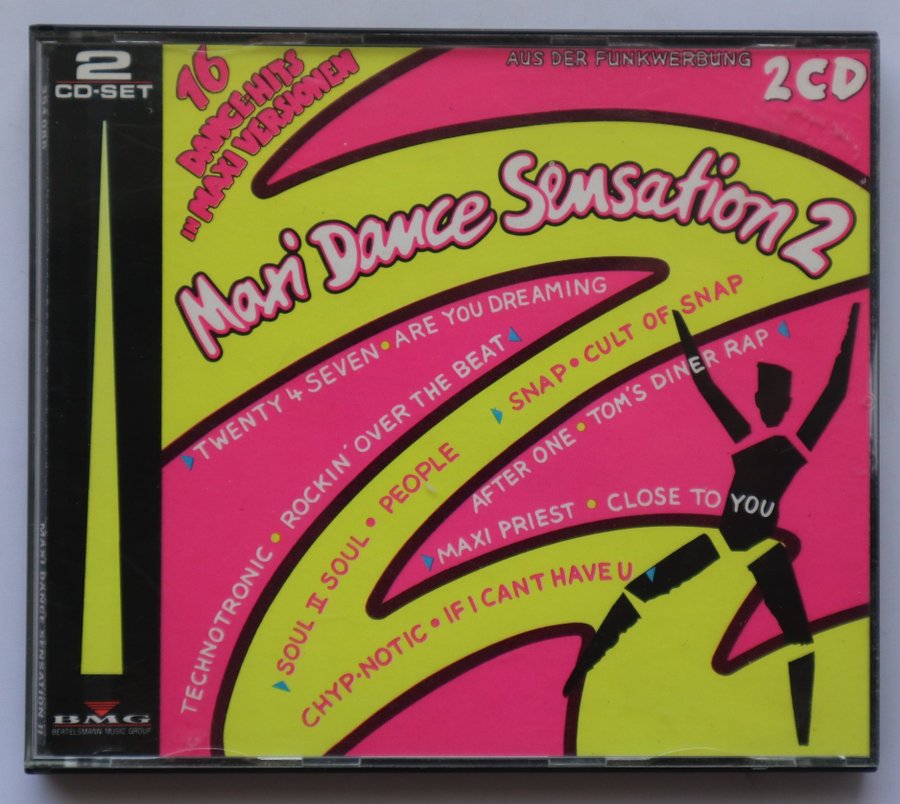 2
CD-SET
16
DANCE-HITS
IN MAXI VERSIONEN
AUS DER FUNKWERBUNG
2CD
Maxi Dance Sensation 2
TWENTY 4 SEVEN • ARE YOU DREAMING
TECHNOTRONIC • ROCKIN' OVER THE BEAT
SNAP • CULT OF SNAP
SOUL II SOUL • PEOPLE
AFTER ONE • TOM'S DINER RAP
MAXI PRIEST • CLOSE TO YOU
CHYP•NOTIC • IF I CANT HAVE U
MAXI DANCE SENSATION II
BMG
BERTELSMANN MUSIC GROUP